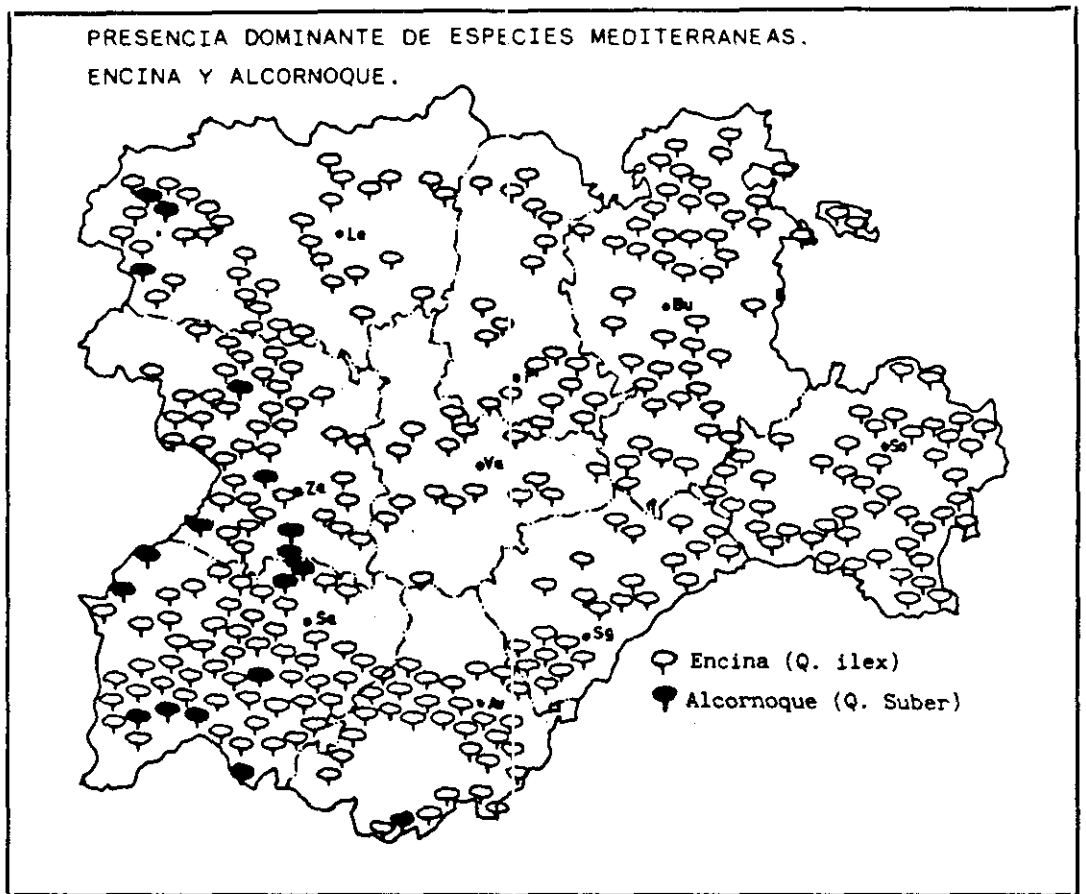 PRESENCIA DOMINANTE DE ESPECIES MEDITERRANEAS.
ENCINA Y ALCORNOQUE.
Le
Bu
So
Va
Za
Sa
Sg
Encina (Q. ilex)
Alcornoque (Q. Suber)